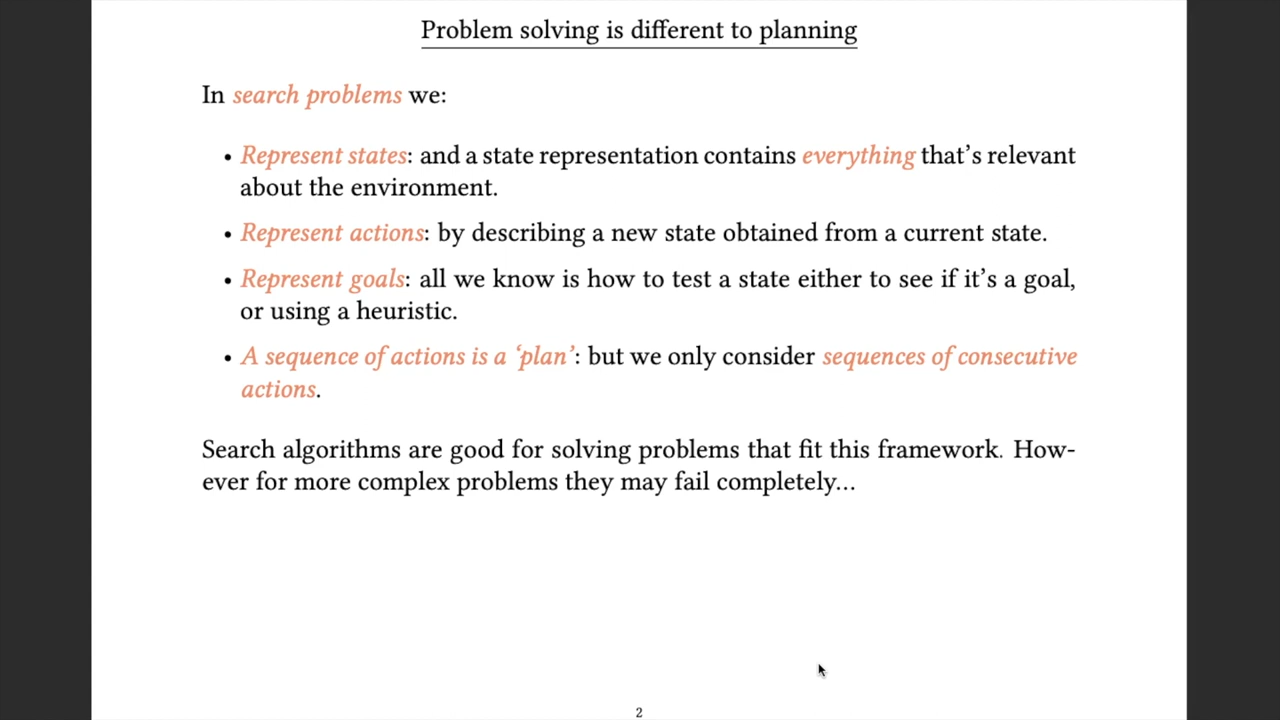 Problem solving is different to planning
In search problems we:
• Represent states: and a state representation contains everything that’s relevant
about the environment.
• Represent actions: by describing a new state obtained from a current state.
• Represent goals: all we know is how to test a state either to see if it’s a goal,
or using a heuristic.
• A sequence of actions is a ‘plan’: but we only consider sequences of consecutive
actions.
Search algorithms are good for solving problems that fit this framework. How-
ever for more complex problems they may fail completely...
2